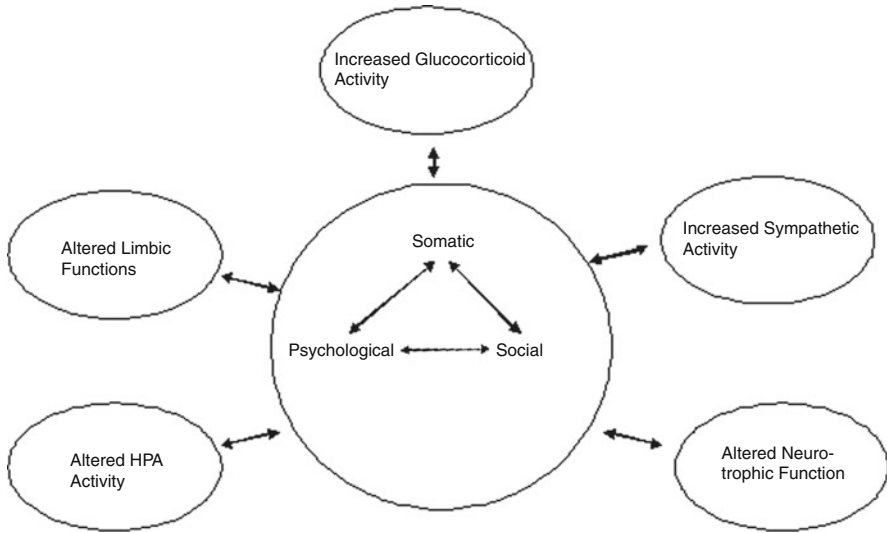 Increased Glucocorticoid
Activity
Altered Limbic
Functions
Somatic
Increased Sympathetic
Activity
Psychological
Social
Altered HPA
Activity
Altered Neuro-
trophic Function